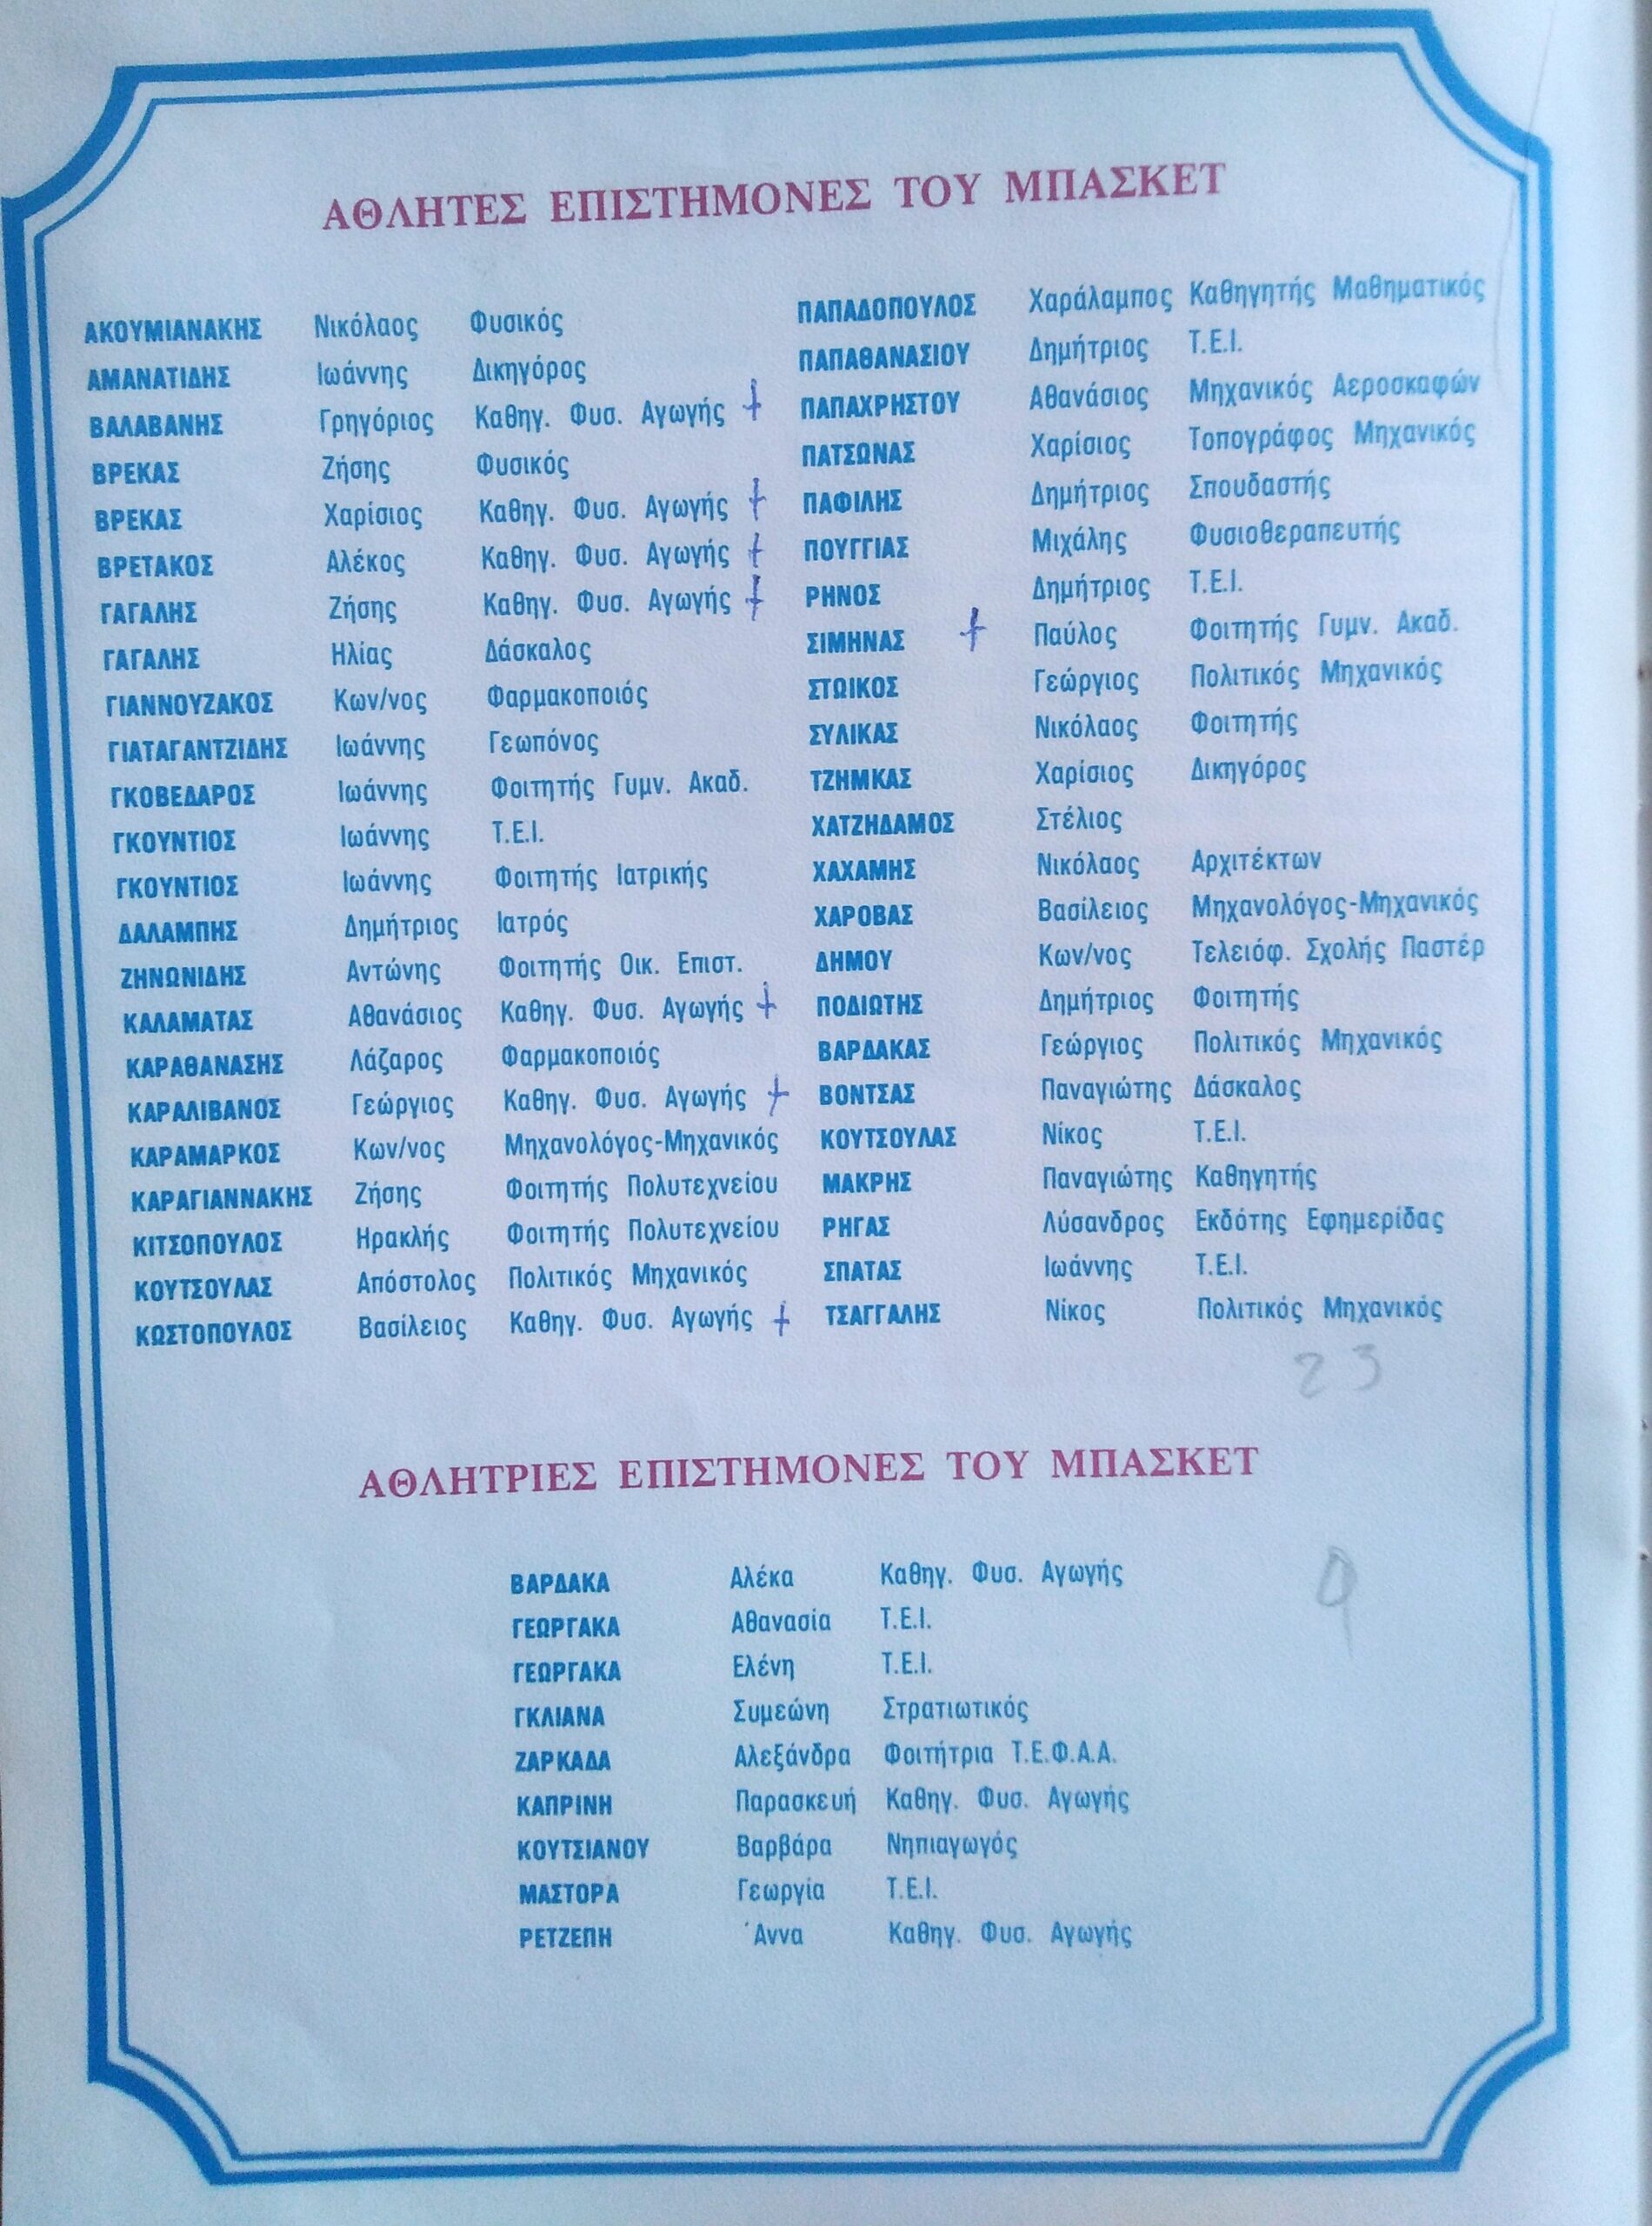 ΑΘΛΗΤΕΣ ΕΠΙΣΤΗΜΟΝΕΣ ΤΟΥ ΜΠΑΣΚΕΤ
ΑΚΟΥΜΙΑΝΑΚΗΣ Νικόλαος Φυσικός
ΑΜΑΝΑΤΙΔΗΣ Ιωάννης Δικηγόρος
ΒΑΛΑΒΑΝΗΣ Γρηγόριος Καθηγ. Φυσ. Αγωγής
ΒΡΕΚΑΣ Ζήσης Φυσικός
ΒΡΕΚΑΣ Χαρίσιος Καθηγ. Φυσ. Αγωγής
ΒΡΕΤΑΚΟΣ Αλέκος Καθηγ. Φυσ. Αγωγής
ΓΑΓΑΛΗΣ Ζήσης Καθηγ. Φυσ. Αγωγής
ΓΑΓΑΛΗΣ Ηλίας Δάσκαλος
ΓΙΑΝΝΟΥΖΑΚΟΣ Κων/νος Φαρμακοποιός
ΓΙΑΤΑΓΑΝΤΖΙΔΗΣ Ιωάννης Γεωπόνος
ΓΚΟΒΕΔΑΡΟΣ Ιωάννης Φοιτητής Γυμν. Ακαδ.
ΓΚΟΥΝΤΙΟΣ Ιωάννης Τ.Ε.Ι.
ΓΚΟΥΝΤΙΟΣ Ιωάννης Φοιτητής Ιατρικής
ΔΑΛΑΜΠΗΣ Δημήτριος Ιατρός
ΖΗΝΩΝΙΔΗΣ Αντώνης Φοιτητής Οικ. Επιστ.
ΚΑΛΑΜΑΤΑΣ Αθανάσιος Καθηγ. Φυσ. Αγωγής
ΚΑΡΑΘΑΝΑΣΗΣ Λάζαρος Φαρμακοποιός
ΚΑΡΑΛΙΒΑΝΟΣ Γεώργιος Καθηγ. Φυσ. Αγωγής
ΚΑΡΑΜΑΡΚΟΣ Κων/νος Μηχανολόγος-Μηχανικός
ΚΑΡΑΓΙΑΝΝΑΚΗΣ Ζήσης Φοιτητής Πολυτεχνείου
ΚΙΤΣΟΠΟΥΛΟΣ Ηρακλής Φοιτητής Πολυτεχνείου
ΚΟΥΤΣΟΥΛΑΣ Απόστολος Πολιτικός Μηχανικός
ΚΩΣΤΟΠΟΥΛΟΣ Βασίλειος Καθηγ. Φυσ. Αγωγής
ΠΑΠΑΔΟΠΟΥΛΟΣ Χαράλαμπος Καθηγητής Μαθηματικός
ΠΑΠΑΘΑΝΑΣΙΟΥ Δημήτριος Τ.Ε.Ι.
ΠΑΠΑΧΡΗΣΤΟΥ Αθανάσιος Μηχανικός Αεροσκαφών
ΠΑΤΣΩΝΑΣ Χαρίσιος Τοπογράφος Μηχανικός
ΠΑΦΙΛΗΣ Δημήτριος Σπουδαστής
ΠΟΥΓΓΙΑΣ Μιχάλης Φυσιοθεραπευτής
ΡΗΝΟΣ Δημήτριος Τ.Ε.Ι.
ΣΙΜΗΝΑΣ Παύλος Φοιτητής Γυμν. Ακαδ.
ΣΤΩΙΚΟΣ Γεώργιος Πολιτικός Μηχανικός
ΣΥΛΙΚΑΣ Νικόλαος Φοιτητής
ΤΖΗΜΚΑΣ Χαρίσιος Δικηγόρος
ΧΑΤΖΗΔΑΜΟΣ Στέλιος
ΧΑΧΑΜΗΣ Νικόλαος Αρχιτέκτων
ΧΑΡΟΒΑΣ Βασίλειος Μηχανολόγος-Μηχανικός
ΔΗΜΟΥ Κων/νος Τελειόφ. Σχολής Παστέρ
ΠΟΔΙΩΤΗΣ Δημήτριος Φοιτητής
ΒΑΡΔΑΚΑΣ Γεώργιος Πολιτικός Μηχανικός
ΒΟΝΤΣΑΣ Παναγιώτης Δάσκαλος
ΚΟΥΤΣΟΥΛΑΣ Νίκος Τ.Ε.Ι.
ΜΑΚΡΗΣ Παναγιώτης Καθηγητής
ΡΗΓΑΣ Λύσανδρος Εκδότης Εφημερίδας
ΣΠΑΤΑΣ Ιωάννης Τ.Ε.Ι.
ΤΣΑΓΓΑΛΗΣ Νίκος Πολιτικός Μηχανικός
23
ΑΘΛΗΤΡΙΕΣ ΕΠΙΣΤΗΜΟΝΕΣ ΤΟΥ ΜΠΑΣΚΕΤ
ΒΑΡΔΑΚΑ Αλέκα Καθηγ. Φυσ. Αγωγής
9
ΓΕΩΡΓΑΚΑ Αθανασία Τ.Ε.Ι.
ΓΕΩΡΓΑΚΑ Ελένη Τ.Ε.Ι.
ΓΚΛΙΑΝΑ Συμεώνη Στρατιωτικός
ΖΑΡΚΑΔΑ Αλεξάνδρα Φοιτήτρια Τ.Ε.Φ.Α.Α.
ΚΑΠΡΙΝΗ Παρασκευή Καθηγ. Φυσ. Αγωγής
ΚΟΥΤΣΙΑΝΟΥ Βαρβάρα Νηπιαγωγός
ΜΑΣΤΟΡΑ Γεωργία Τ.Ε.Ι.
ΡΕΤΖΕΠΗ Άννα Καθηγ. Φυσ. Αγωγής